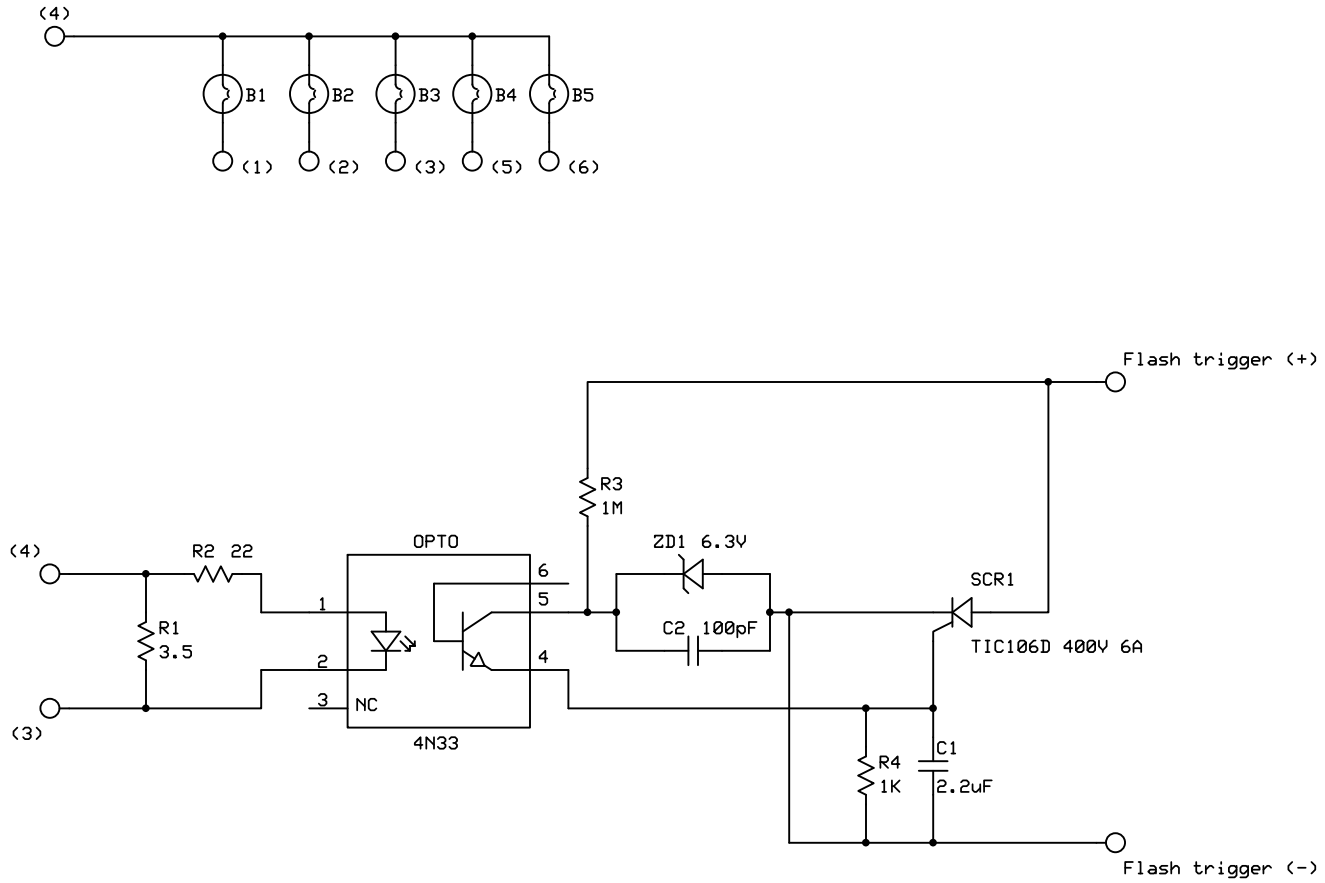 (4)
B1 B2 B3 B4 B5
(1) (2) (3) (5) (6)
Flash trigger (+)
R3
1M
(4)
R2 22
OPTO
ZD1 6.3V
6
SCR1
1
5
R1
3.5
C2 100pF
TIC106D 400V 6A
2
4
3 NC
(3)
4N33
C1
R4
1K
2.2uF
Flash trigger (-)